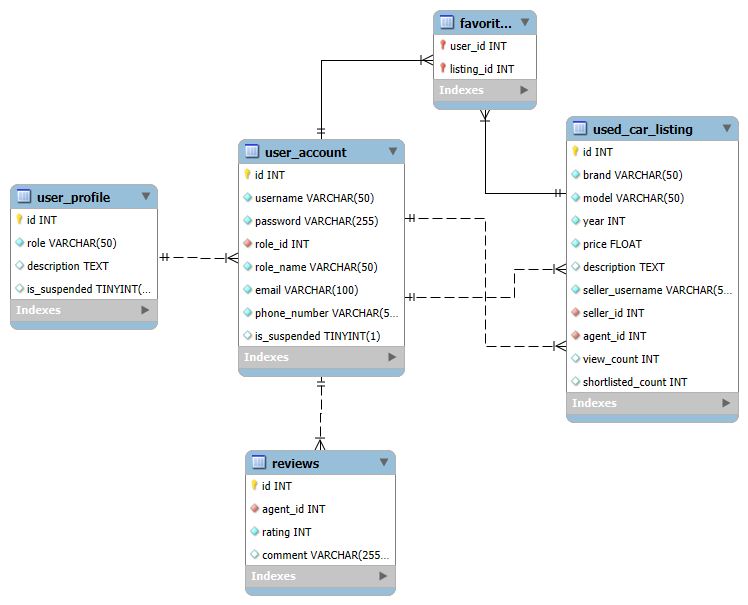 favorit...
user_id INT
listing_id INT
Indexes
used_car_listing
id INT
brand VARCHAR(50)
model VARCHAR(50)
year INT
price FLOAT
description TEXT
seller_username VARCHAR(5...
seller_id INT
agent_id INT
view_count INT
shortlisted_count INT
Indexes
user_account
id INT
username VARCHAR(50)
password VARCHAR(255)
role_id INT
role_name VARCHAR(50)
email VARCHAR(100)
phone_number VARCHAR(5...
is_suspended TINYINT(1)
Indexes
user_profile
id INT
role VARCHAR(50)
description TEXT
is_suspended TINYINT(...
Indexes
reviews
id INT
agent_id INT
rating INT
comment VARCHAR(255...
Indexes